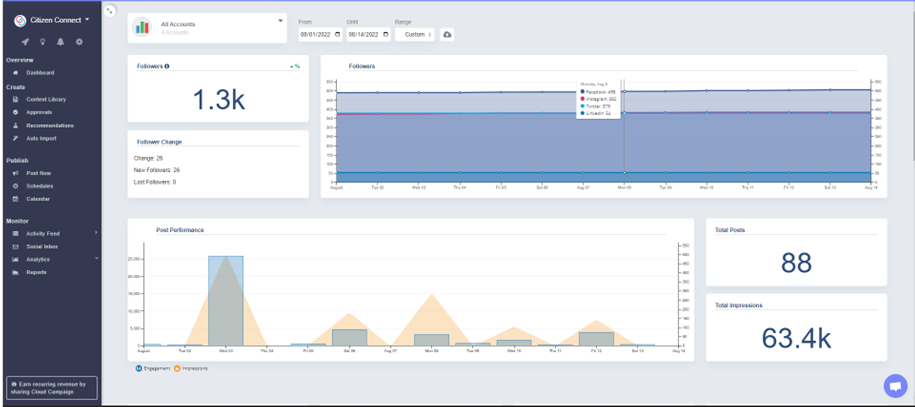 Citizen Connect
Overview
Dashboard
Create
Content Library
Approvals
Recommendations
Auto Import
Publish
Post Now
Schedules
Calendar
Monitor
Activity Feed
Social Inbox
Analytics
Reports
Earn recurring revenue by
sharing Cloud Campaign
All Accounts
4 Accounts
From
Until
Range
08/01/2022
08/14/2022
Custom
Followers
%
1.3k
Follower Change
Change: 26
New Followers: 26
Lost Followers: 0
Followers
Monday, Aug 8
Facebook
Instagram
Twitter
LinkedIn
August
Tue 02
Wed 03
Thu 04
Fri 05
Sat 06
Aug 07
Mon 08
Tue 09
Wed 10
Thu 11
Fri 12
Sat 13
Aug 14
Post Performance
25,000
20,000
15,000
10,000
5,000
0
August
Tue 02
Wed 03
Thu 04
Fri 05
Sat 06
Aug 07
Mon 08
Tue 09
Wed 10
Thu 11
Fri 12
Sat 13
Aug 14
Engagement
Impressions
Total Posts
88
Total Impressions
63.4k